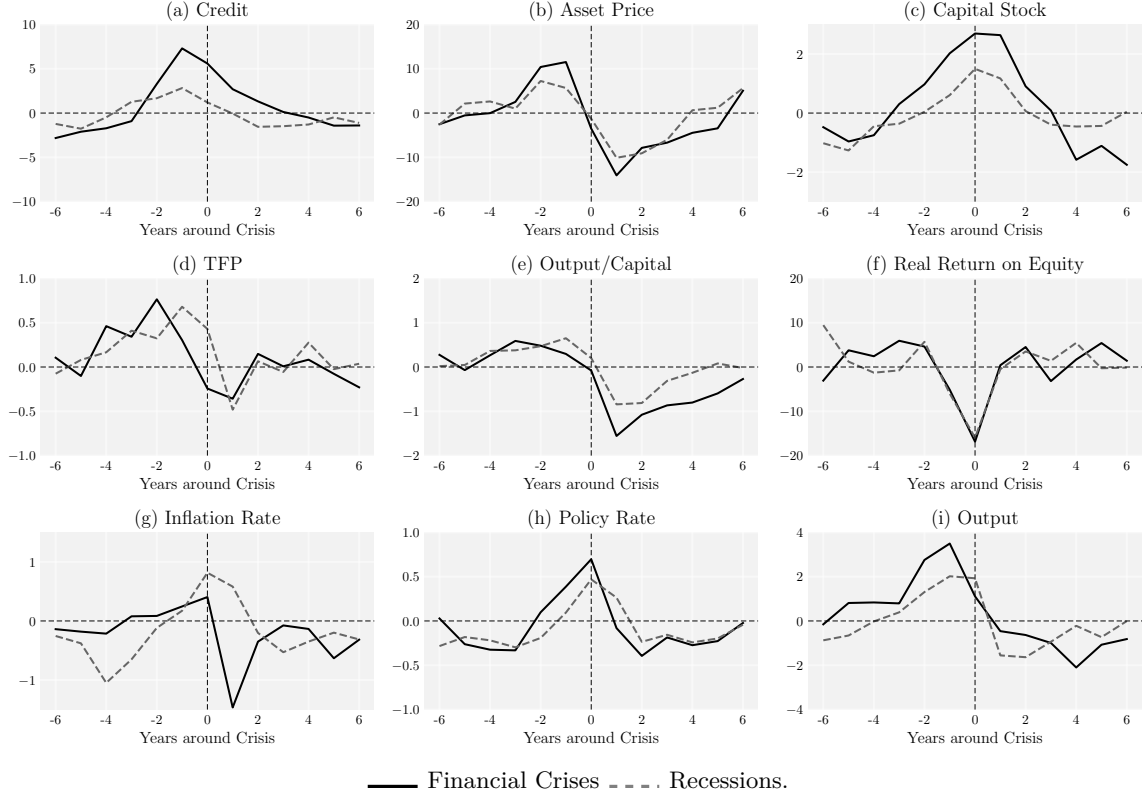 (a) Credit
10
5
0
−5
−10
-6 -4 -2 0 2 4 6
Years around Crisis
(b) Asset Price
20
10
0
−10
−20
-6 -4 -2 0 2 4 6
Years around Crisis
(c) Capital Stock
2
0
−2
-6 -4 -2 0 2 4 6
Years around Crisis
(d) TFP
1.0
0.5
0.0
−0.5
−1.0
-6 -4 -2 0 2 4 6
Years around Crisis
(e) Output/Capital
2
1
0
−1
−2
-6 -4 -2 0 2 4 6
Years around Crisis
(f) Real Return on Equity
20
10
0
−10
−20
-6 -4 -2 0 2 4 6
Years around Crisis
(g) Inflation Rate
1
0
−1
-6 -4 -2 0 2 4 6
Years around Crisis
(h) Policy Rate
1.0
0.5
0.0
−0.5
−1.0
-6 -4 -2 0 2 4 6
Years around Crisis
(i) Output
4
2
0
−2
−4
-6 -4 -2 0 2 4 6
Years around Crisis
Financial Crises Recessions.